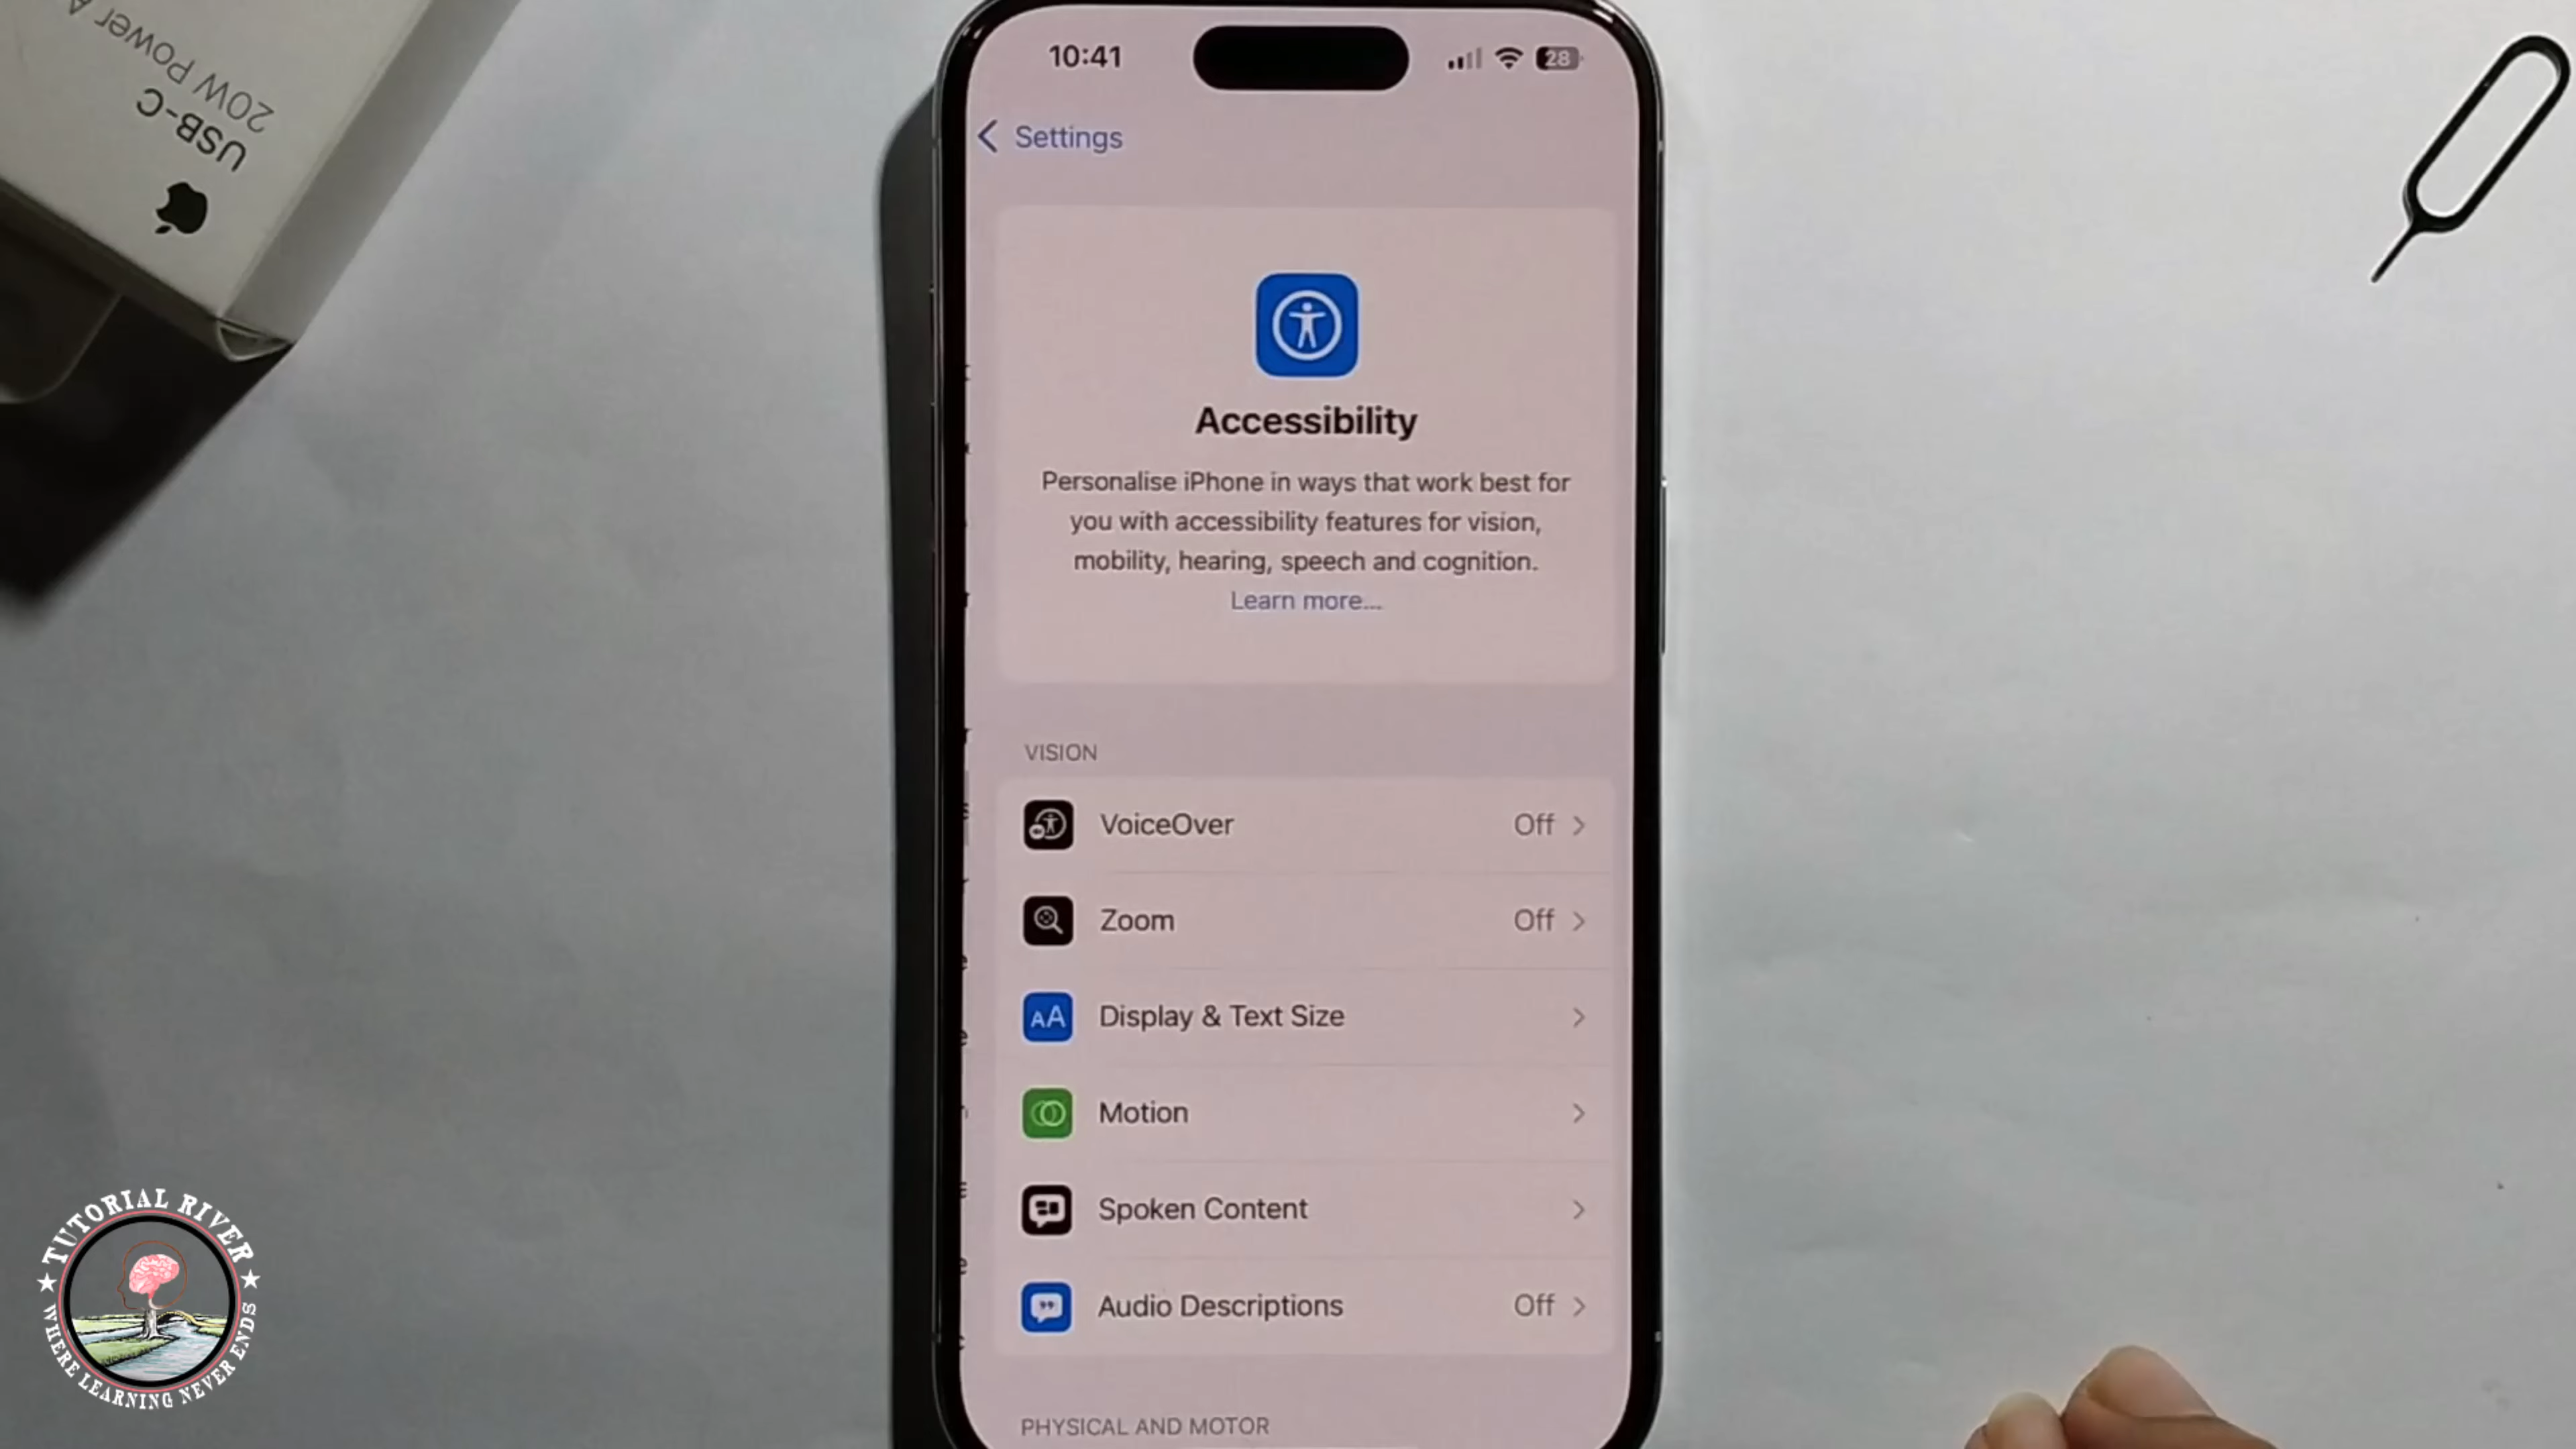 20W Power A
USB-C
10:41
28
Settings
Accessibility
Personalise iPhone in ways that work best for
you with accessibility features for vision,
mobility, hearing, speech and cognition.
Learn more...
VISION
VoiceOver Off
Zoom Off
AA Display & Text Size
Motion
Spoken Content
Audio Descriptions Off
PHYSICAL AND MOTOR
TUTORIAL RIVER
WHERE LEARNING NEVER ENDS